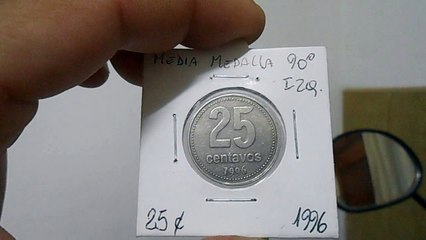 MEDIA MEDALLA 90°
IZQ.
25
centavos
1996
25 ¢
1996